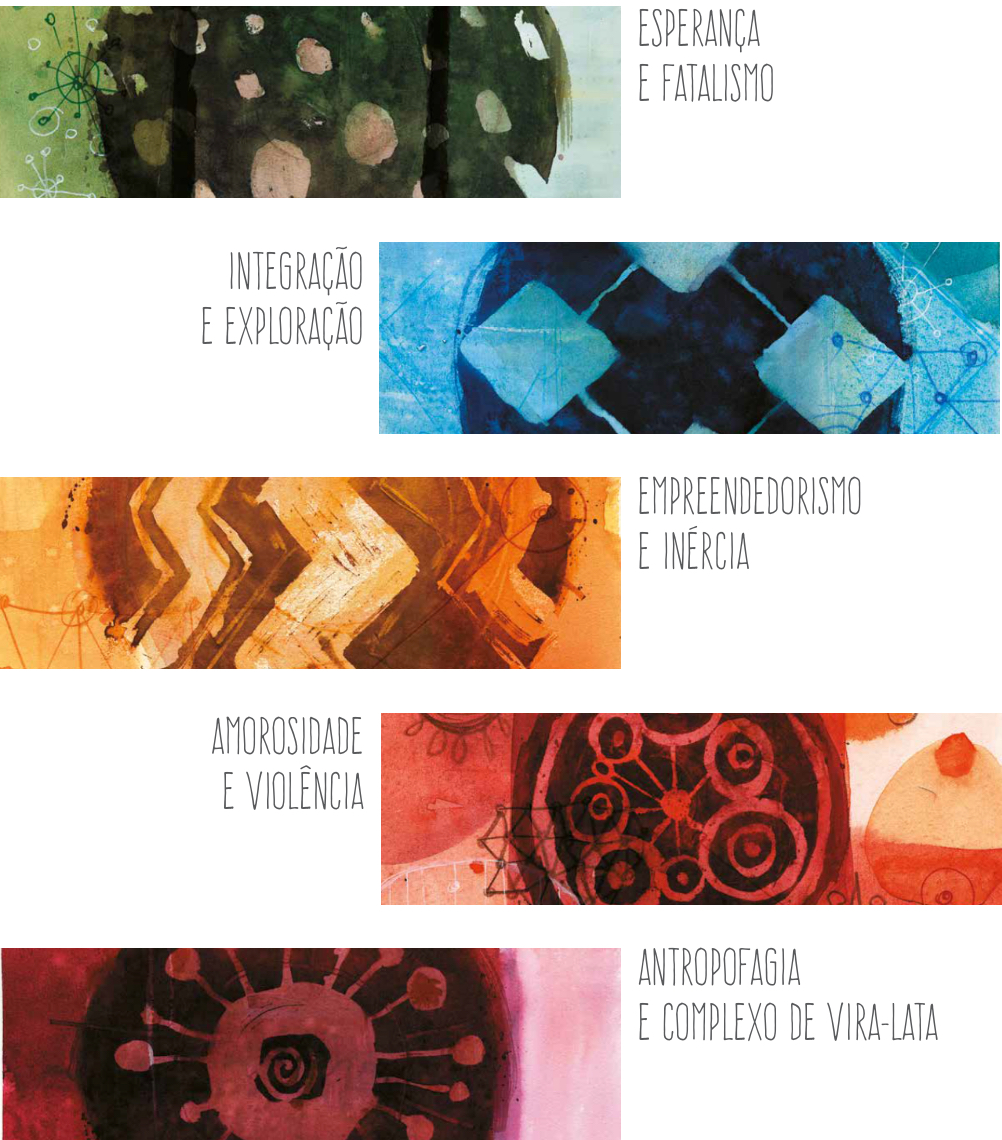 ESPERANÇA
E FATALISMO
INTEGRAÇÃO
E EXPLORAÇÃO
EMPREENDEDORISMO
E INÉRCIA
AMOROSIDADE
E VIOLÊNCIA
ANTROPOFAGIA
E COMPLEXO DE VIRA-LATA